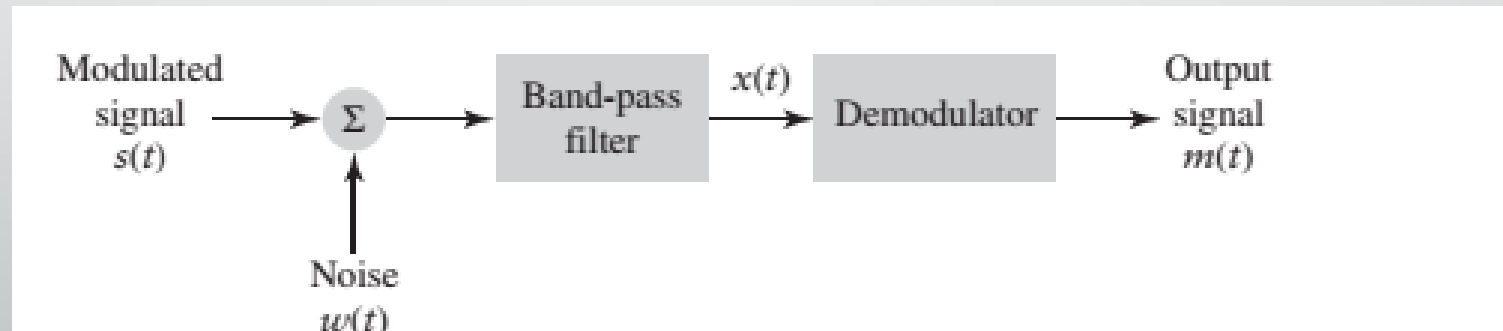 Modulated
signal
s(t)
Σ
Band-pass
filter
x(t)
Demodulator
Output
signal
m(t)
Noise
w(t)